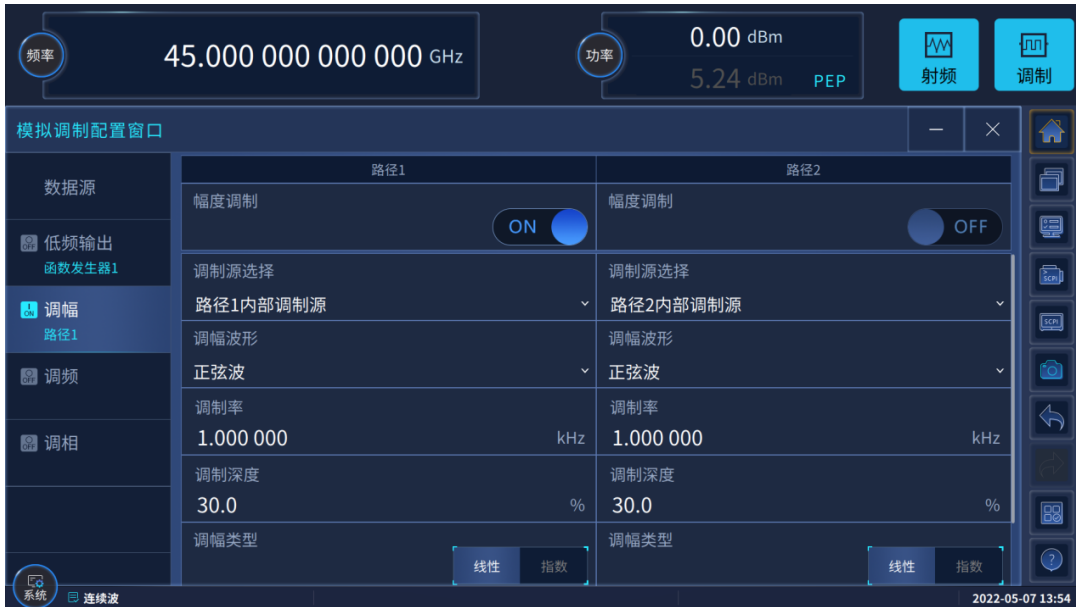 频率
45.000 000 000 000 GHz
功率
0.00 dBm
5.24 dBm PEP
射频
调制
模拟调制配置窗口
数据源
低频输出
函数发生器1
调幅
路径1
调频
调相
路径1
路径2
幅度调制
ON
幅度调制
OFF
调制源选择
路径1内部调制源
调制源选择
路径2内部调制源
调幅波形
正弦波
调幅波形
正弦波
调制率
1.000 000 kHz
调制率
1.000 000 kHz
调制深度
30.0 %
调制深度
30.0 %
调幅类型
线性 指数
调幅类型
线性 指数
SCPI
SCPI
系统
连续波
2022-05-07 13:54